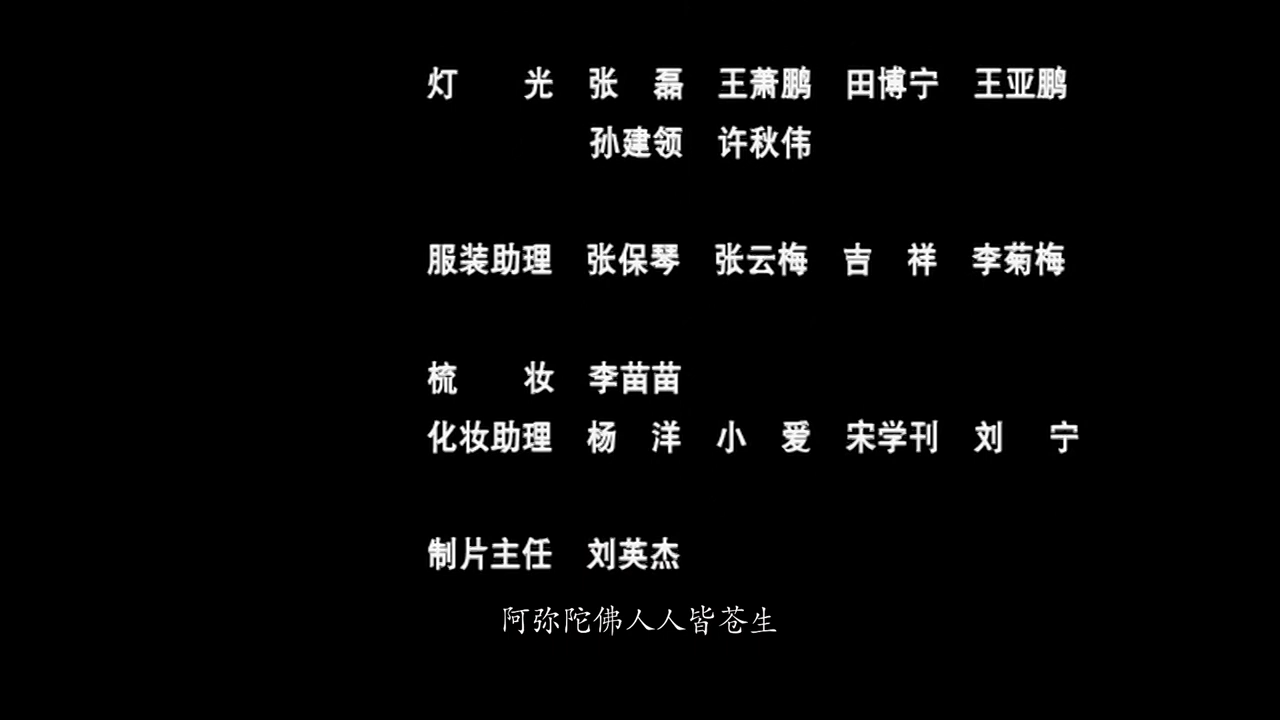 灯 光 张 磊 王萧鹏 田博宁 王亚鹏
孙建领 许秋伟
服装助理 张保琴 张云梅 吉 祥 李菊梅
梳 妆 李苗苗
化妆助理 杨 洋 小 爱 宋学刊 刘 宁
制片主任 刘英杰
阿弥陀佛人人皆苍生